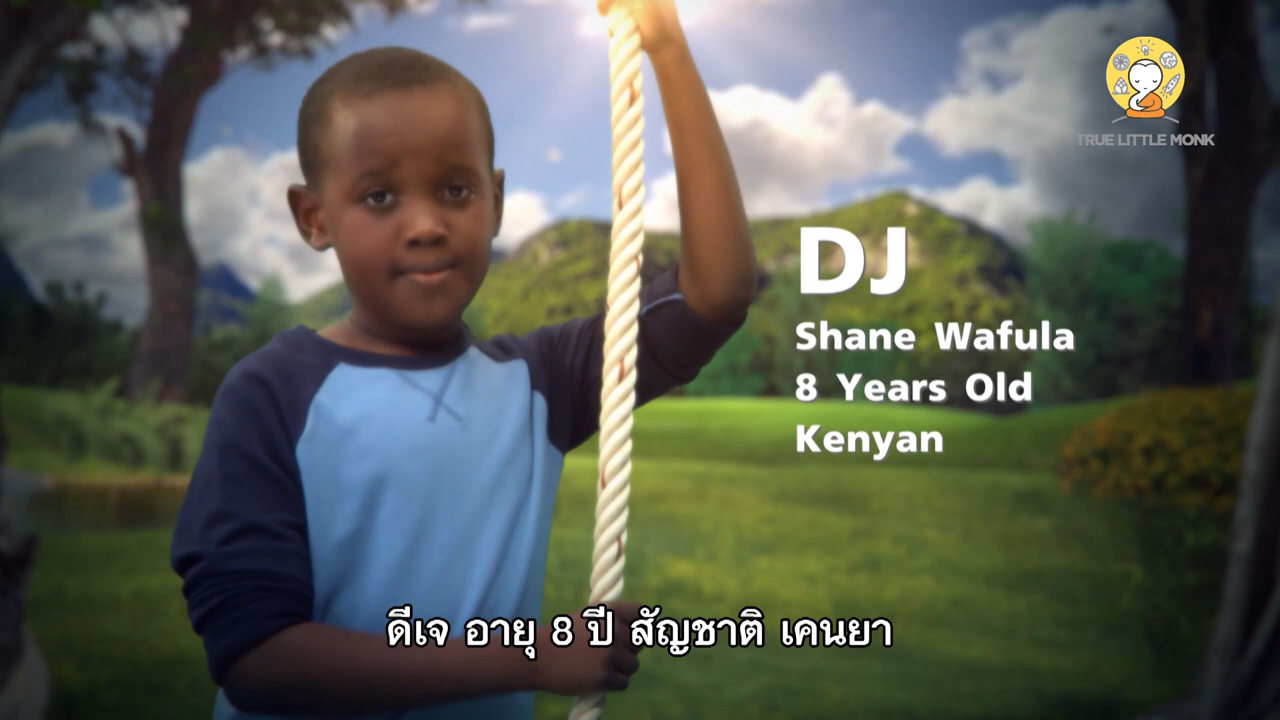 TRUE LITTLE MONK
DJ
Shane Wafula
8 Years Old
Kenyan
ดีเจ อายุ 8 ปี สัญชาติ เคนยา